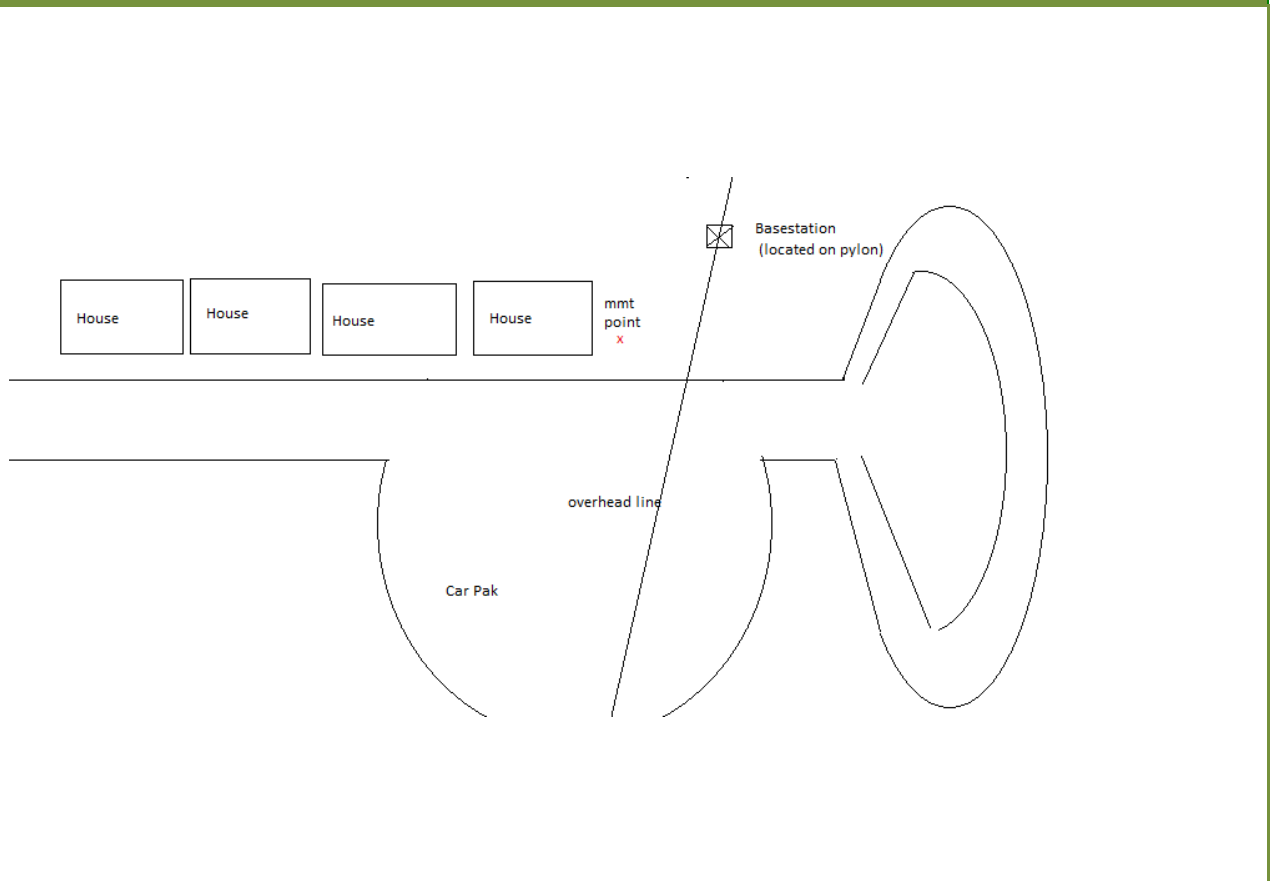 Basestation
(located on pylon)
House
House
House
House
mmt
point
x
overhead line
Car Pak